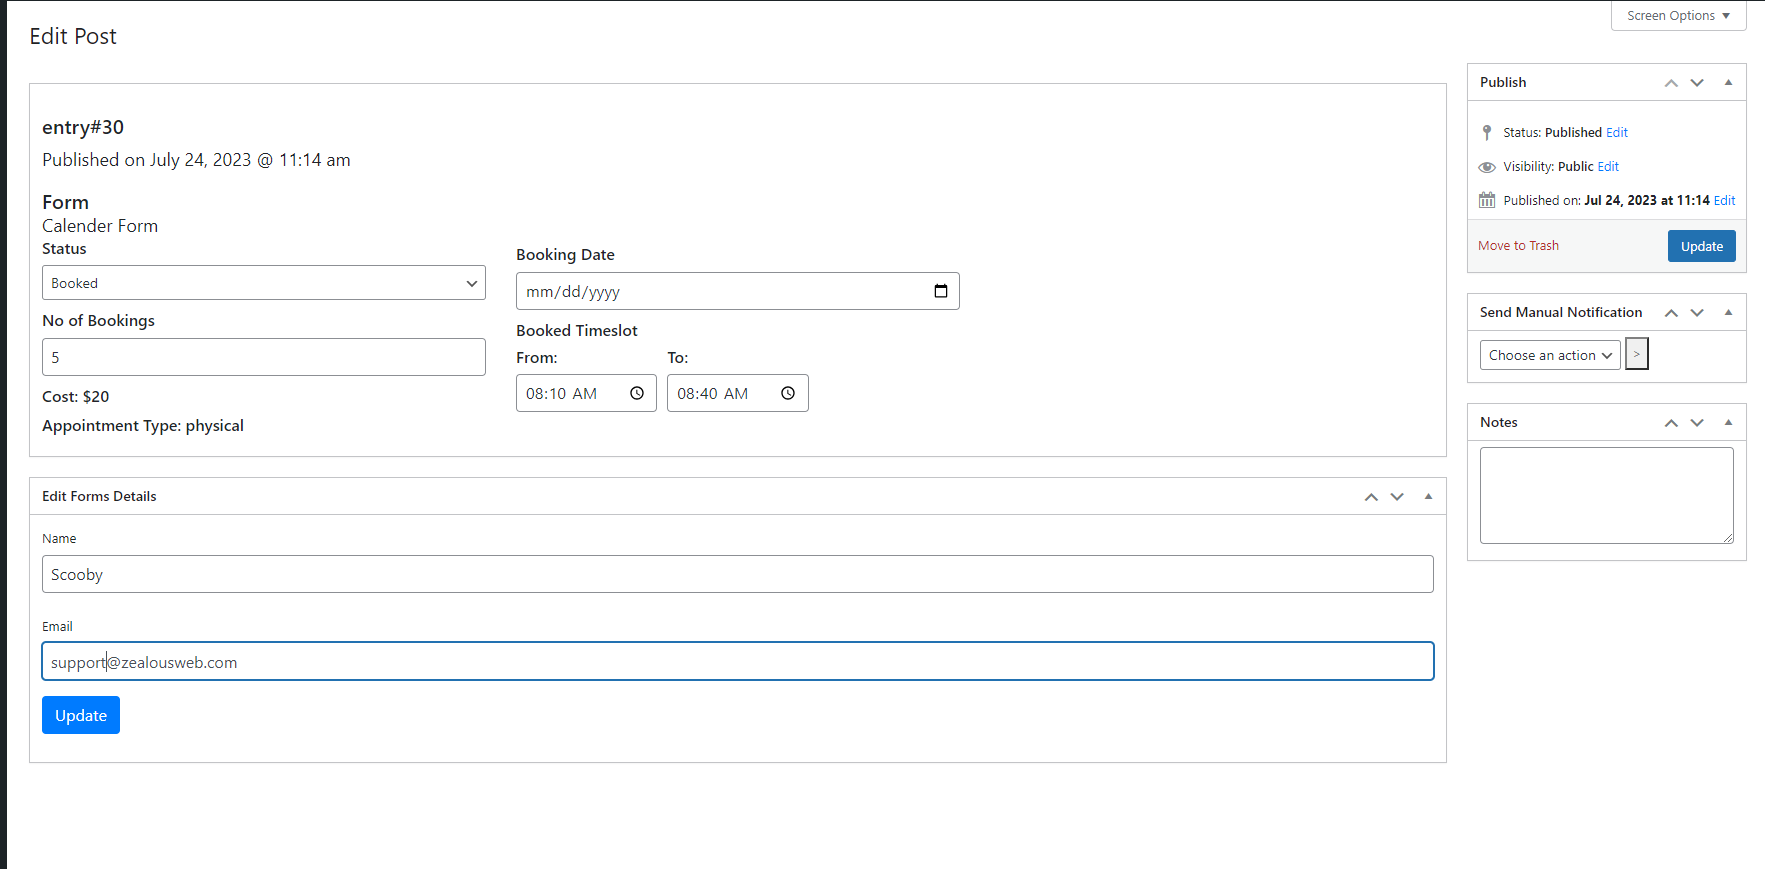 Screen Options ▼
Edit Post
entry#30
Published on July 24, 2023 @ 11:14 am
Form
Calender Form
Status
Booked
No of Bookings
5
Cost: $20
Appointment Type: physical
Booking Date
mm/dd/yyyy
Booked Timeslot
From: To:
08:10 AM 08:40 AM
Edit Forms Details
Name
Scooby
Email
support@zealousweb.com
Update
Publish
Status: Published Edit
Visibility: Public Edit
Published on: Jul 24, 2023 at 11:14 Edit
Move to Trash Update
Send Manual Notification
Choose an action >
Notes